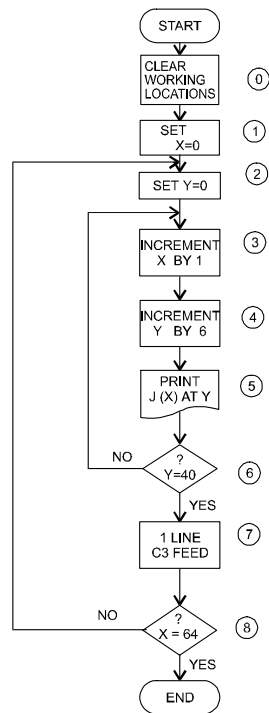 START
CLEAR
WORKING
LOCATIONS
0
SET
X=0
1
SET Y=0
2
INCREMENT
X BY 1
3
INCREMENT
Y BY 6
4
PRINT
J (X) AT Y
5
?
Y=40
NO
6
YES
1 LINE
C3 FEED
7
?
X = 64
NO
8
YES
END